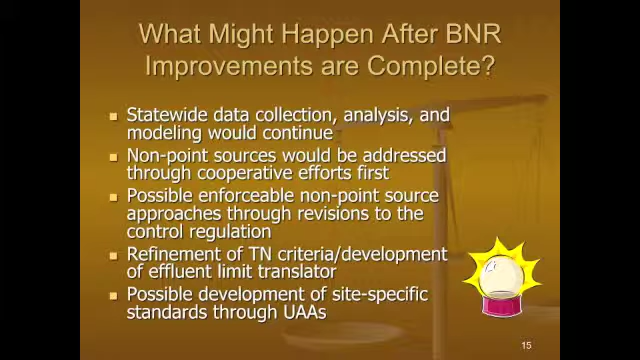 What Might Happen After BNR
Improvements are Complete?
Statewide data collection, analysis, and
modeling would continue
Non-point sources would be addressed
through cooperative efforts first
Possible enforceable non-point source
approaches through revisions to the
control regulation
Refinement of TN criteria/development
of effluent limit translator
Possible development of site-specific
standards through UAAs
15